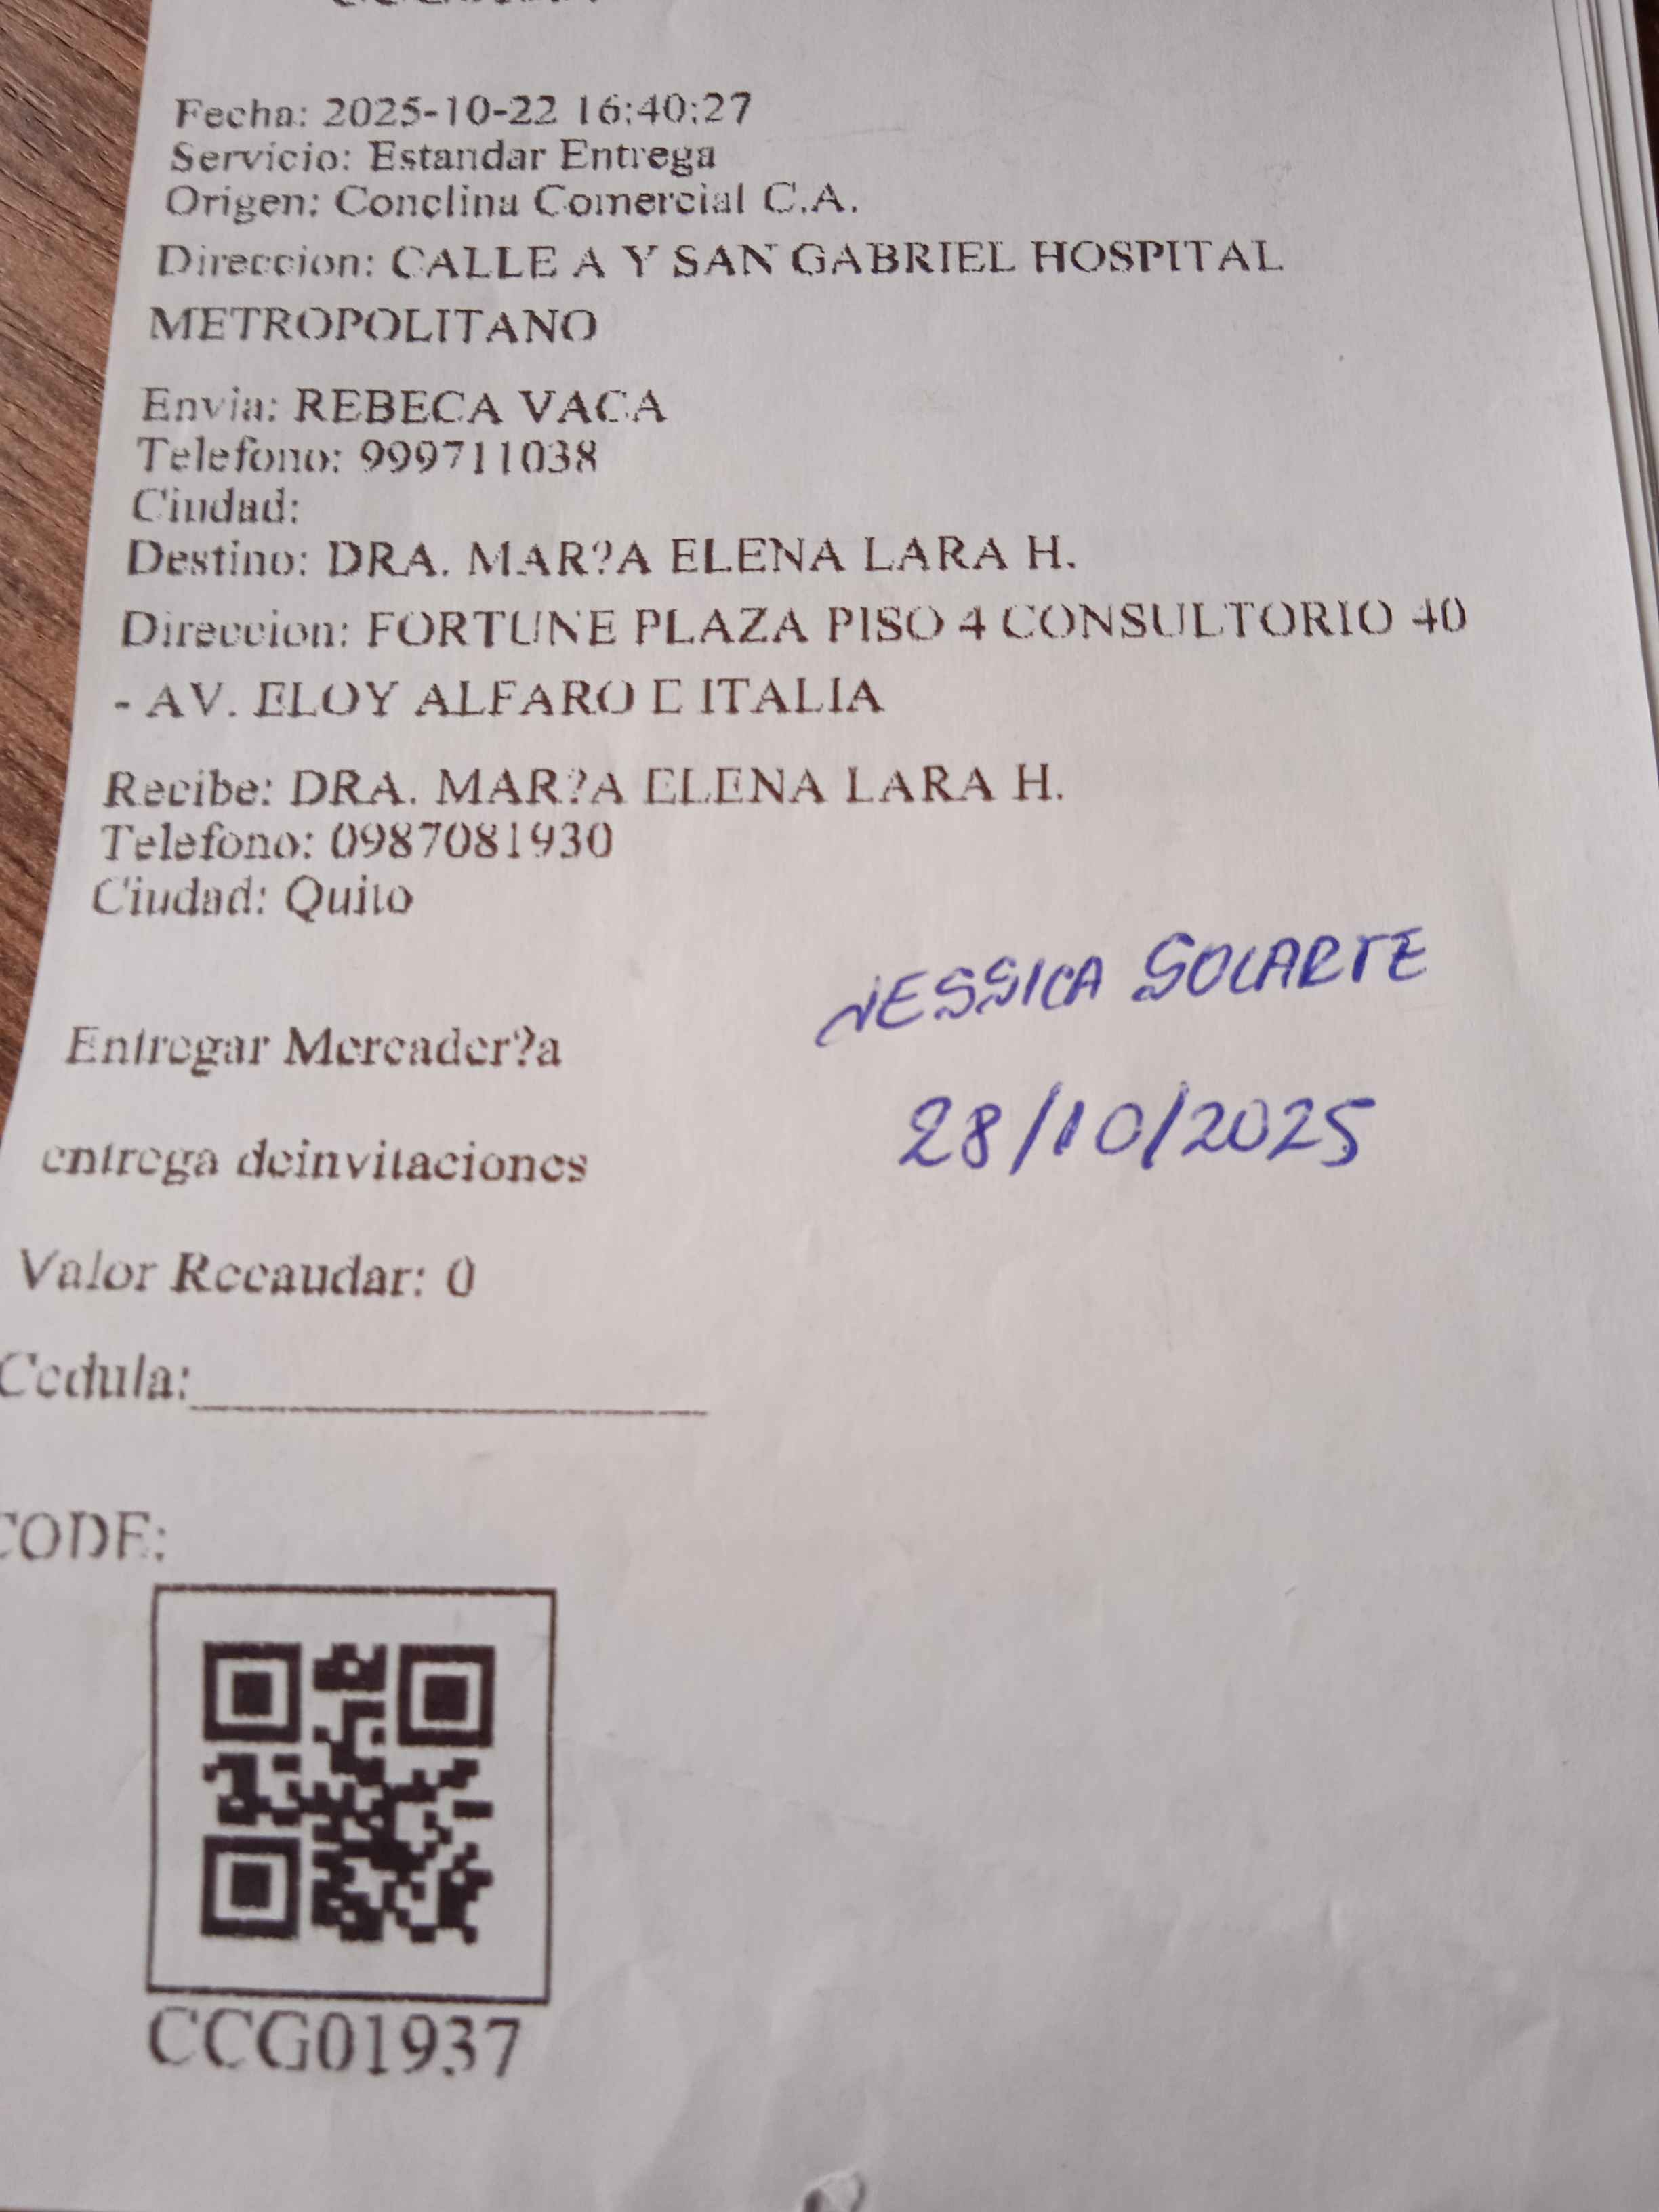 Fecha: 2025-10-22 16:40:27
Servicio: Estandar Entrega
Origen: Conclina Comercial C.A.
Direccion: CALLE A Y SAN GABRIEL HOSPITAL
METROPOLITANO
Envia: REBECA VACA
Telefono: 999711038
Ciudad:
Destino: DRA. MAR?A ELENA LARA H.
Direccion: FORTUNE PLAZA PISO 4 CONSULTORIO 40
- AV. ELOY ALFARO E ITALIA
Recibe: DRA. MAR?A ELENA LARA H.
Telefono: 0987081930
Ciudad: Quito
JESSICA SOLARTE
Entregar Mercader?a
28/10/2025
entrega deinvitaciones
Valor Recaudar: 0
Cedula:
CODE:
CCG01937